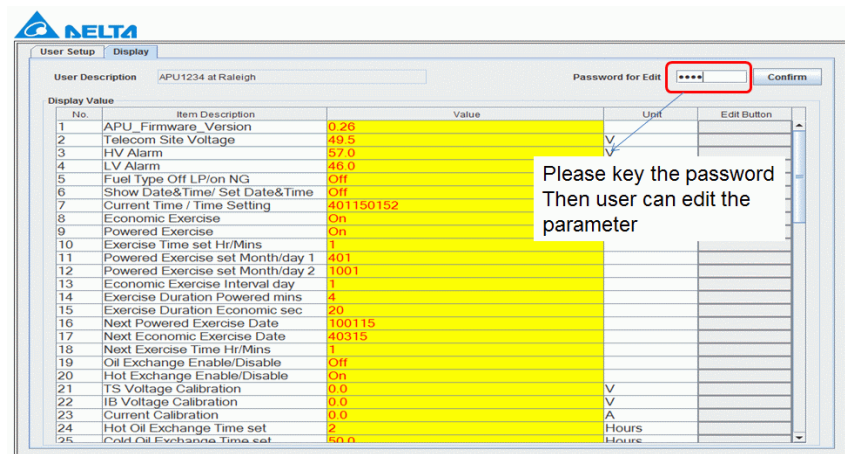 DELTA
User Setup Display
User Description APU1234 at Raleigh Password for Edit •••• Confirm
Display Value
No. Item Description Value Unit Edit Button
1 APU_Firmware_Version 0.26
2 Telecom Site Voltage 49.5 V
3 HV Alarm 57.0 V
4 LV Alarm 46.0
5 Fuel Type Off LP/on NG Off
6 Show Date&Time/ Set Date&Time Off
7 Current Time / Time Setting 401150152
8 Economic Exercise On
9 Powered Exercise On
10 Exercise Time set Hr/Mins 1
11 Powered Exercise set Month/day 1 401
12 Powered Exercise set Month/day 2 1001
13 Economic Exercise Interval day 1
14 Exercise Duration Powered mins 4
15 Exercise Duration Economic sec 20
16 Next Powered Exercise Date 100115
17 Next Economic Exercise Date 40315
18 Next Exercise Time Hr/Mins 1
19 Oil Exchange Enable/Disable Off
20 Hot Exchange Enable/Disable On
21 TS Voltage Calibration 0.0 V
22 IB Voltage Calibration 0.0 V
23 Current Calibration 0.0 A
24 Hot Oil Exchange Time set 2 Hours
25 Cold Oil Exchange Time set 50.0 Hours
Please key the password
Then user can edit the
parameter